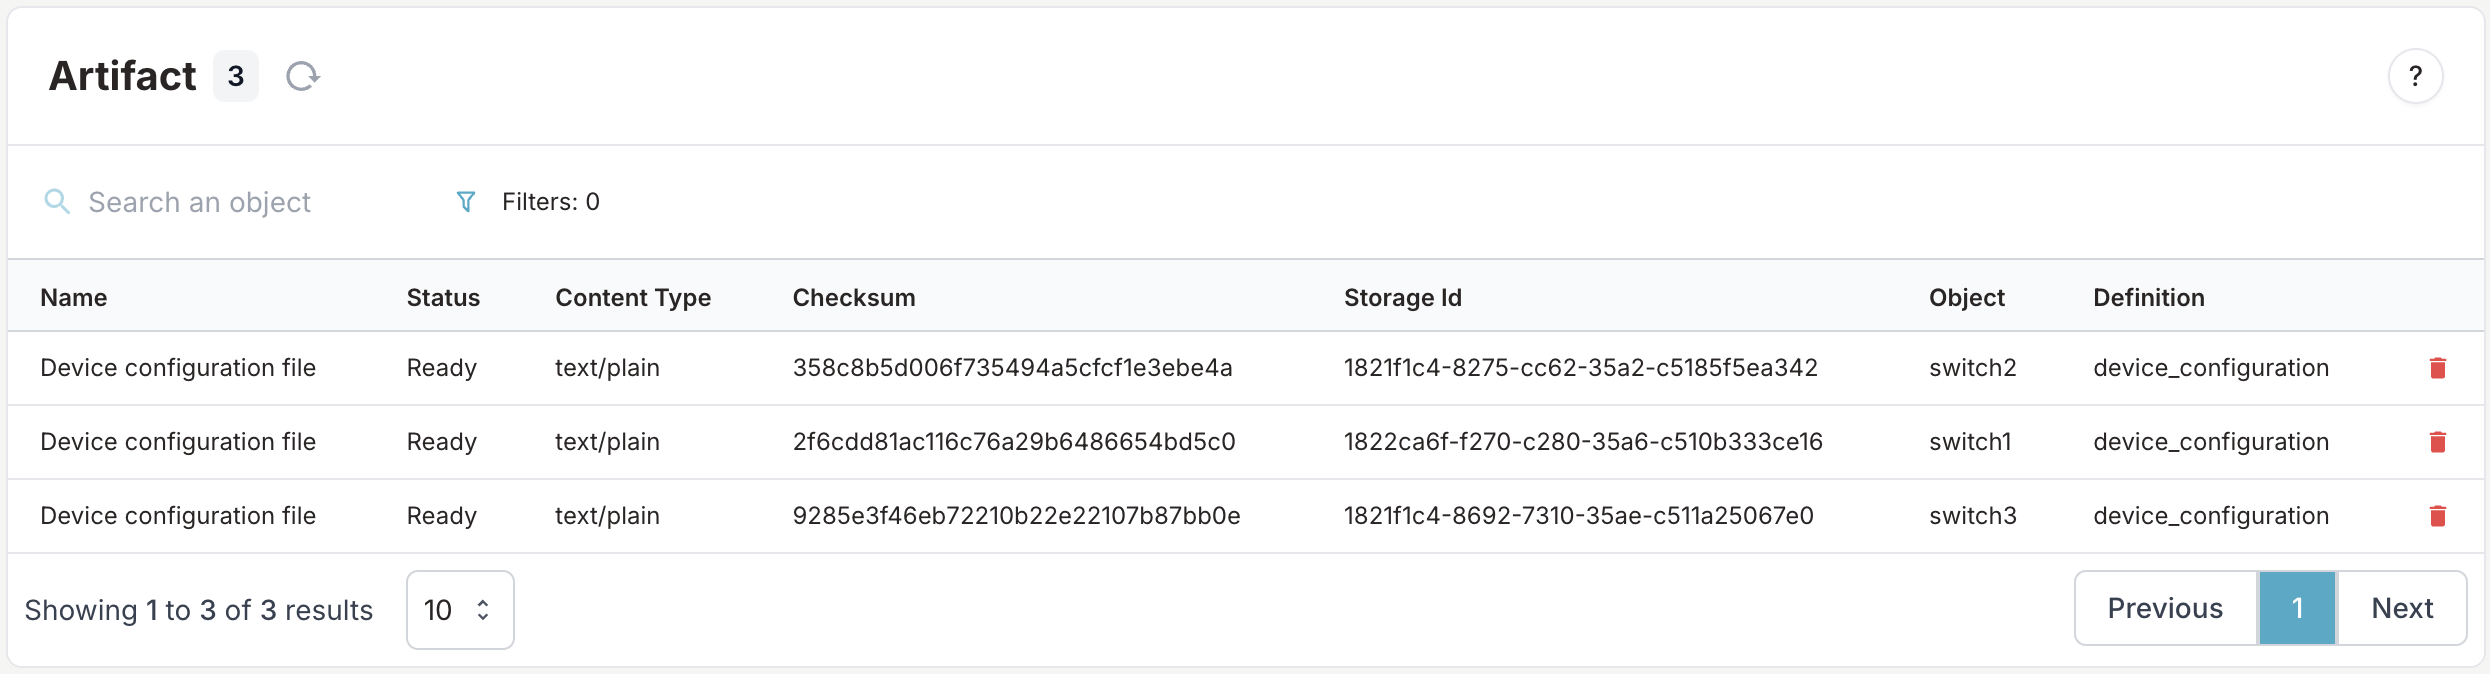 Artifact 3
?
Search an object Filters: 0
Name Status Content Type Checksum Storage Id Object Definition
Device configuration file Ready text/plain 358c8b5d006f735494a5cfcf1e3ebe4a 1821f1c4-8275-cc62-35a2-c5185f5ea342 switch2 device_configuration
Device configuration file Ready text/plain 2f6cdd81ac116c76a29b6486654bd5c0 1822ca6f-f270-c280-35a6-c510b333ce16 switch1 device_configuration
Device configuration file Ready text/plain 9285e3f46eb72210b22e22107b87bb0e 1821f1c4-8692-7310-35ae-c511a25067e0 switch3 device_configuration
Showing 1 to 3 of 3 results 10 Previous 1 Next